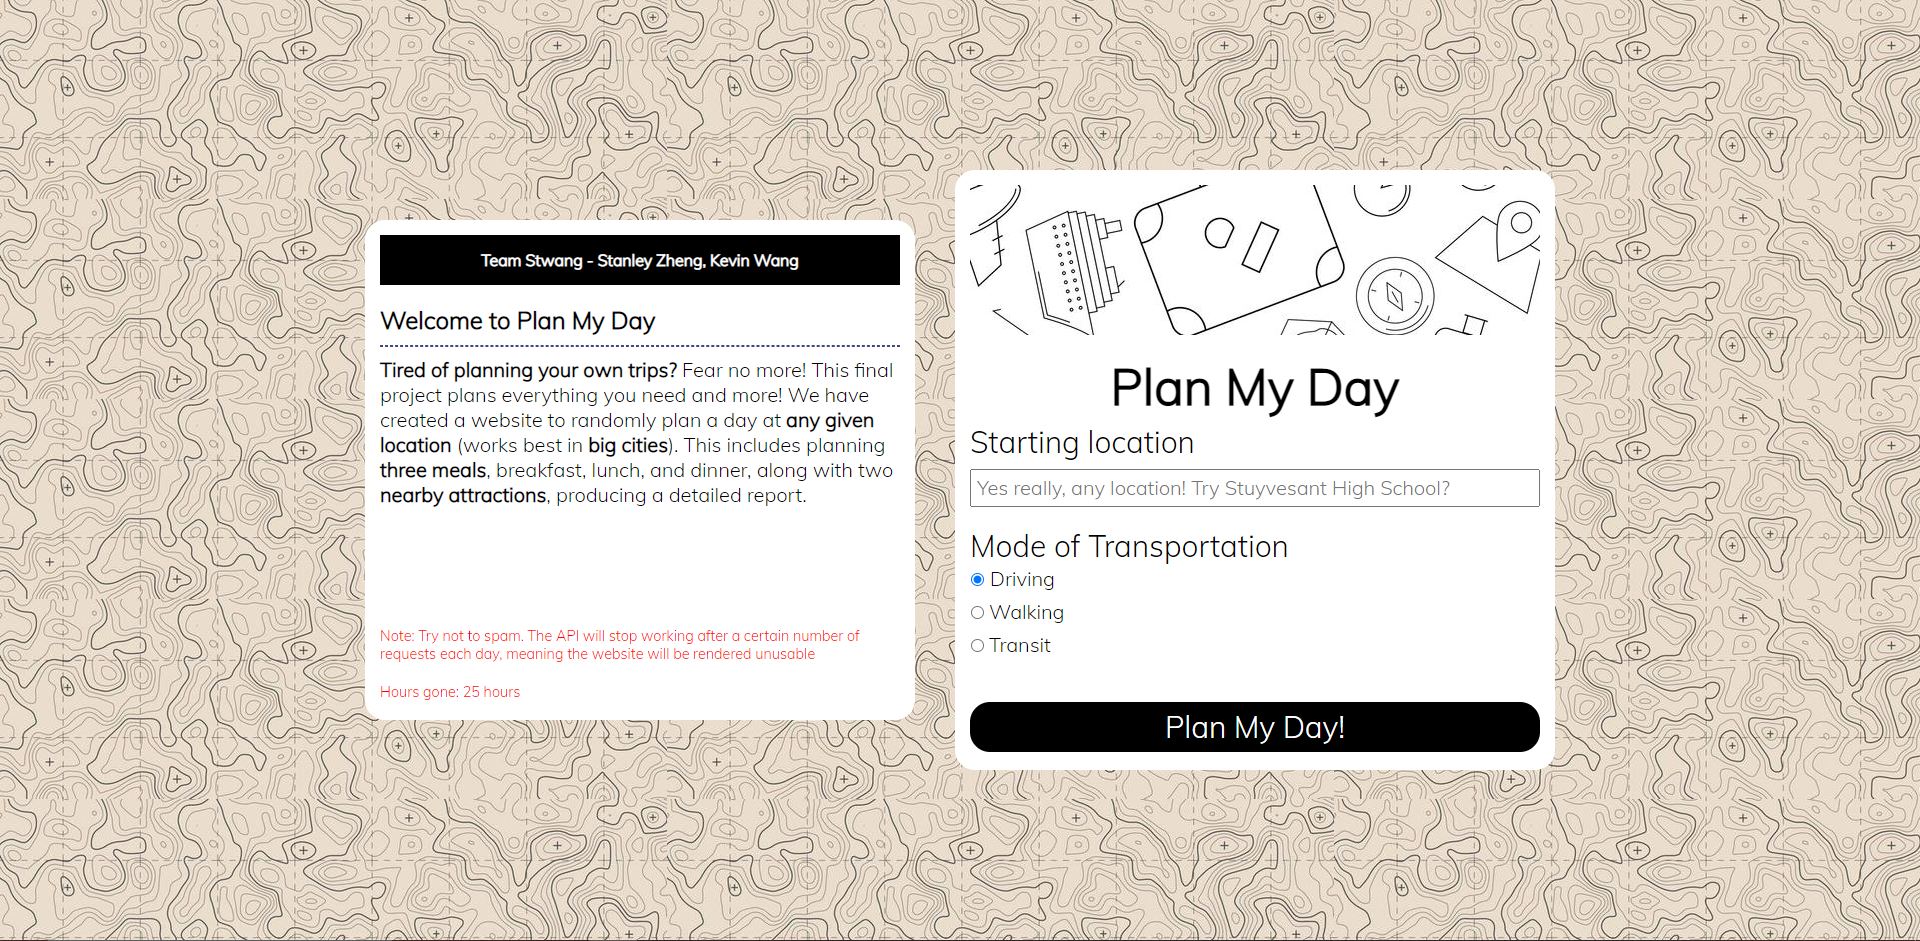 Team Stwang - Stanley Zheng, Kevin Wang
Welcome to Plan My Day
Tired of planning your own trips? Fear no more! This final
project plans everything you need and more! We have
created a website to randomly plan a day at any given
location (works best in big cities). This includes planning
three meals, breakfast, lunch, and dinner, along with two
nearby attractions, producing a detailed report.
Note: Try not to spam. The API will stop working after a certain number of
requests each day, meaning the website will be rendered unusable
Hours gone: 25 hours
Plan My Day
Starting location
Yes really, any location! Try Stuyvesant High School?
Mode of Transportation
Driving
Walking
Transit
Plan My Day!